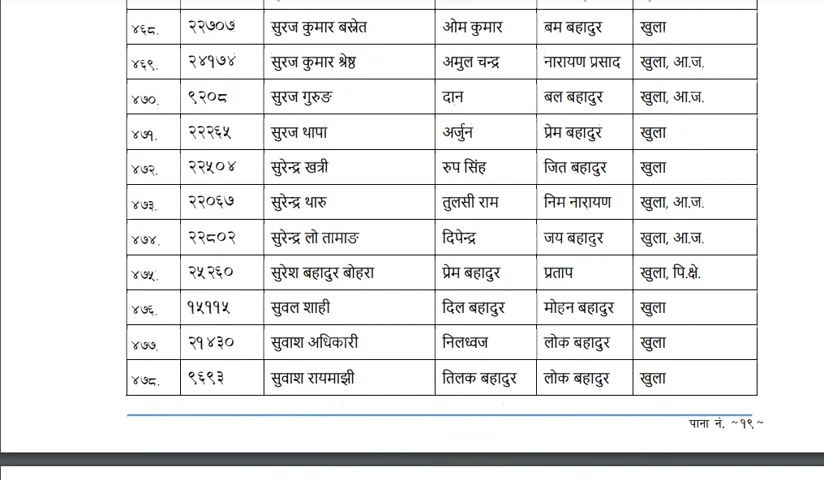 ४६८. २२७०७ सुरज कुमार बस्नेत ओम कुमार बम बहादुर खुला
४६९. २४१७४ सुरज कुमार श्रेष्ठ अमुल चन्द्र नारायण प्रसाद खुला, आ.ज.
४७०. ९२०८ सुरज गुरुङ दान बल बहादुर खुला, आ.ज.
४७१. २२२६५ सुरज थापा अर्जुन प्रेम बहादुर खुला
४७२. २२५०४ सुरेन्द्र खत्री रुप सिंह जित बहादुर खुला
४७३. २२०६७ सुरेन्द्र थारु तुलसी राम निम नारायण खुला, आ.ज.
४७४. २२८०२ सुरेन्द्र लो तामाङ दिपेन्द्र जय बहादुर खुला, आ.ज.
४७५. २५२६० सुरेश बहादुर बोहरा प्रेम बहादुर प्रताप खुला, पि.क्षे.
४७६. १५११५ सुवल शाही दिल बहादुर मोहन बहादुर खुला
४७७. २१४३० सुवाश अधिकारी निलध्वज लोक बहादुर खुला
४७८. ९६९३ सुवाश रायमाझी तिलक बहादुर लोक बहादुर खुला
पाना नं. ~१९~